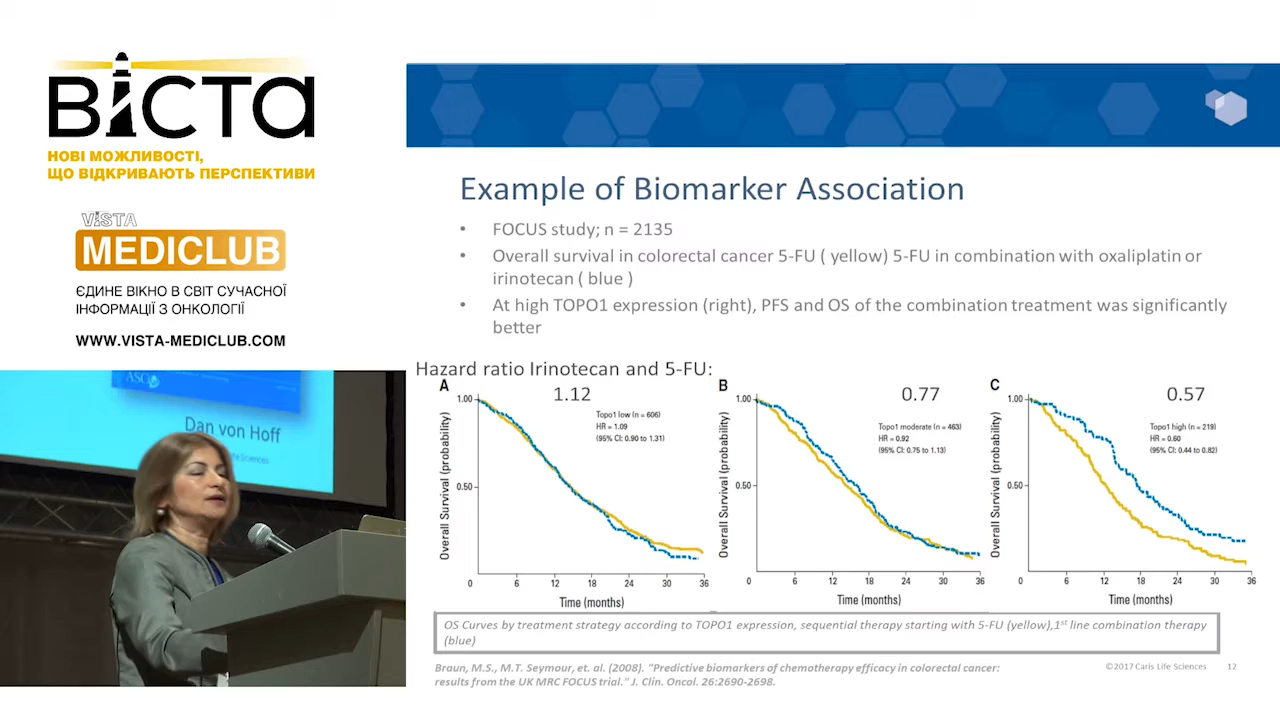 ВІСТА
НОВІ МОЖЛИВОСТІ,
ЩО ВІДКРИВАЮТЬ ПЕРСПЕКТИВИ
VISTA
MEDICLUB
ЄДИНЕ ВІКНО В СВІТ СУЧАСНОЇ
ІНФОРМАЦІЇ З ОНКОЛОГІЇ
WWW.VISTA-MEDICLUB.COM
ASCO
Dan von Hoff
Life Sciences
Example of Biomarker Association
• FOCUS study; n = 2135
• Overall survival in colorectal cancer 5-FU ( yellow) 5-FU in combination with oxaliplatin or
irinotecan ( blue )
• At high TOPO1 expression (right), PFS and OS of the combination treatment was significantly
better
Hazard ratio Irinotecan and 5-FU:
A
1.12
Topo1 low (n = 606)
HR = 1.09
(95% CI: 0.90 to 1.31)
Overall Survival (probability)
1.00
0.50
0 6 12 18 24 30 36
Time (months)
B
0.77
Topo1 moderate (n = 463)
HR = 0.92
(95% CI: 0.75 to 1.13)
Overall Survival (probability)
1.00
0.50
0 6 12 18 24 30 36
Time (months)
C
0.57
Topo1 high (n = 219)
HR = 0.60
(95% CI: 0.44 to 0.82)
Overall Survival (probability)
1.00
0.50
0 6 12 18 24 30 36
Time (months)
OS Curves by treatment strategy according to TOPO1 expression, sequential therapy starting with 5-FU (yellow),1st line combination therapy
(blue)
Braun, M.S., M.T. Seymour, et. al. (2008). "Predictive biomarkers of chemotherapy efficacy in colorectal cancer:
results from the UK MRC FOCUS trial." J. Clin. Oncol. 26:2690-2698.
©2017 Caris Life Sciences 12